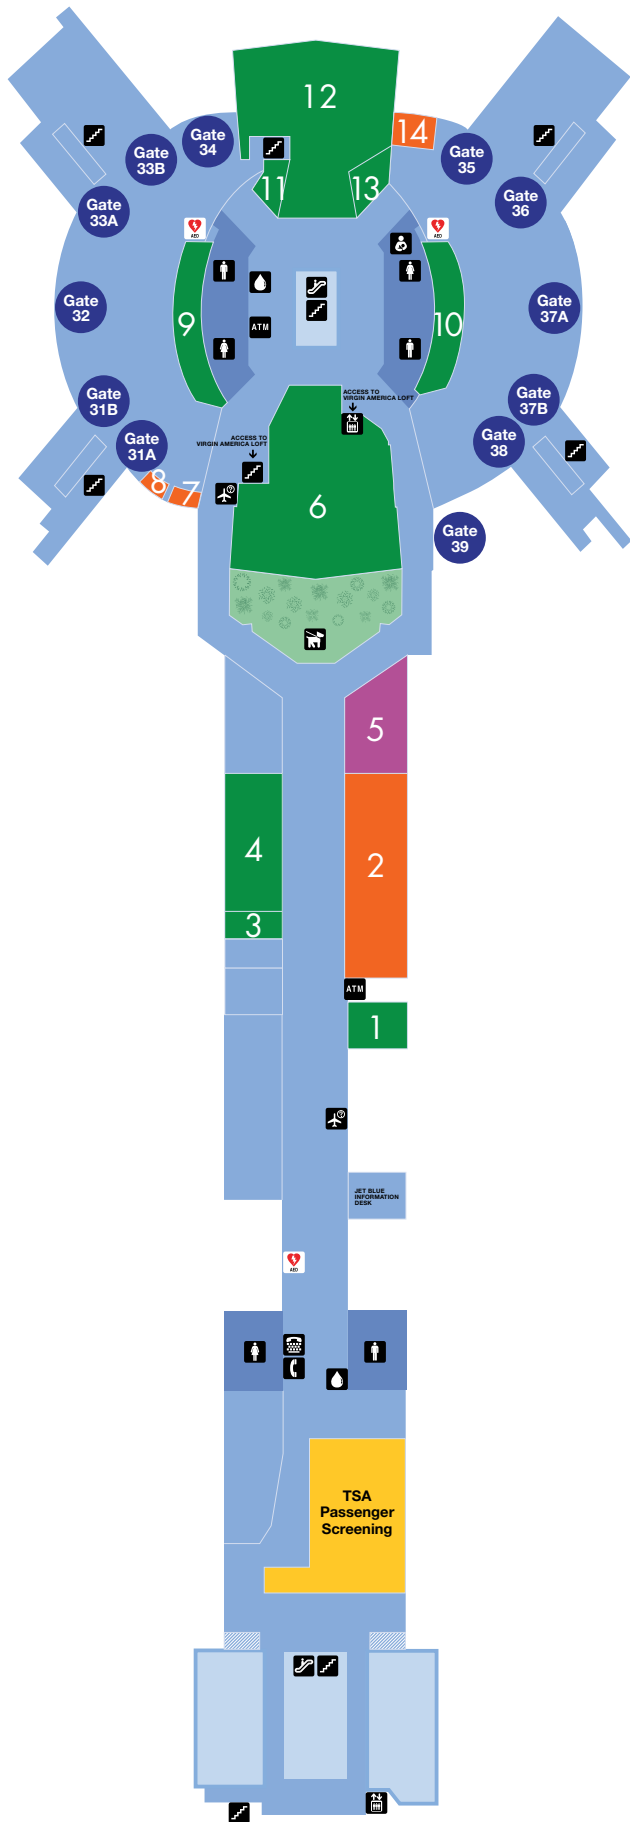 12
14
Gate
34
Gate
35
Gate
33B
11
13
Gate
36
Gate
33A
AED
AED
Gate
32
9
ATM
10
Gate
37A
ACCESS TO
VIRGIN AMERICA LOFT
Gate
31B
Gate
37B
Gate
31A
ACCESS TO
VIRGIN AMERICA LOFT
Gate
38
8
7
?
6
Gate
39
5
4
2
3
ATM
1
?
JET BLUE
INFORMATION
DESK
AED
TSA
Passenger
Screening